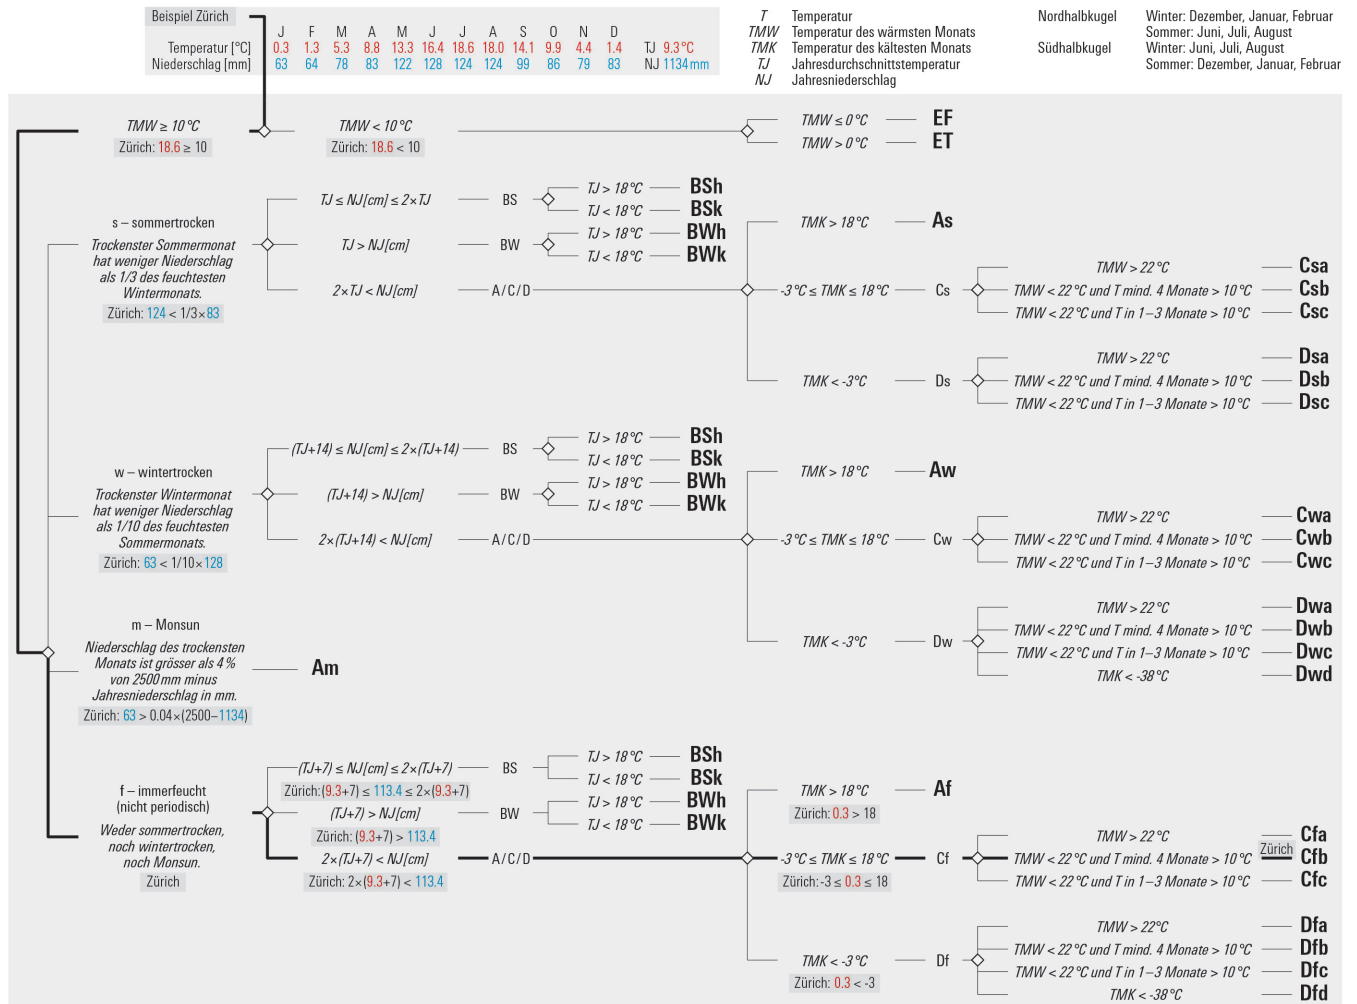 Beispiel Zürich
J F M A M J J A S O N D
Temperatur [°C] 0.3 1.3 5.3 8.8 13.3 16.4 18.6 18.0 14.1 9.9 4.4 1.4 TJ 9.3°C
Niederschlag [mm] 63 64 78 83 122 128 124 124 99 86 79 83 NJ 1134mm
T Temperatur
TMW Temperatur des wärmsten Monats
TMK Temperatur des kältesten Monats
TJ Jahresdurchschnittstemperatur
NJ Jahresniederschlag
Nordhalbkugel Winter: Dezember, Januar, Februar
Sommer: Juni, Juli, August
Südhalbkugel Winter: Juni, Juli, August
Sommer: Dezember, Januar, Februar
TMW ≥ 10°C
Zürich: 18.6 ≥ 10
TMW < 10°C
Zürich: 18.6 < 10
TMW ≤ 0°C EF
TMW > 0°C ET
s – sommertrocken
Trockenster Sommermonat
hat weniger Niederschlag
als 1/3 des feuchtesten
Wintermonats.
Zürich: 124 < 1/3×83
TJ ≤ NJ[cm] ≤ 2×TJ BS
TJ > 18°C BSh
TJ < 18°C BSk
TJ > NJ[cm] BW
TJ > 18°C BWh
TJ < 18°C BWk
2×TJ < NJ[cm] A/C/D
TMK > 18°C As
-3°C ≤ TMK ≤ 18°C Cs
TMW > 22°C Csa
TMW < 22°C und T mind. 4 Monate > 10°C Csb
TMW < 22°C und T in 1–3 Monate > 10°C Csc
TMK < -3°C Ds
TMW > 22°C Dsa
TMW < 22°C und T mind. 4 Monate > 10°C Dsb
TMW < 22°C und T in 1–3 Monate > 10°C Dsc
w – wintertrocken
Trockenster Wintermonat
hat weniger Niederschlag
als 1/10 des feuchtesten
Sommermonats.
Zürich: 63 < 1/10×128
(TJ+14) ≤ NJ[cm] ≤ 2×(TJ+14) BS
TJ > 18°C BSh
TJ < 18°C BSk
(TJ+14) > NJ[cm] BW
TJ > 18°C BWh
TJ < 18°C BWk
2×(TJ+14) < NJ[cm] A/C/D
TMK > 18°C Aw
-3°C ≤ TMK ≤ 18°C Cw
TMW > 22°C Cwa
TMW < 22°C und T mind. 4 Monate > 10°C Cwb
TMW < 22°C und T in 1–3 Monate > 10°C Cwc
TMK < -3°C Dw
TMW > 22°C Dwa
TMW < 22°C und T mind. 4 Monate > 10°C Dwb
TMW < 22°C und T in 1–3 Monate > 10°C Dwc
TMK < -38°C Dwd
m – Monsun
Niederschlag des trockensten
Monats ist grösser als 4%
von 2500mm minus
Jahresniederschlag in mm.
Zürich: 63 > 0.04×(2500–1134)
Am
f – immerfeucht
(nicht periodisch)
Weder sommertrocken,
noch wintertrocken,
noch Monsun.
Zürich
(TJ+7) ≤ NJ[cm] ≤ 2×(TJ+7) BS
Zürich: (9.3+7) ≤ 113.4 ≤ 2×(9.3+7)
TJ > 18°C BSh
TJ < 18°C BSk
(TJ+7) > NJ[cm] BW
Zürich: (9.3+7) > 113.4
TJ > 18°C BWh
TJ < 18°C BWk
2×(TJ+7) < NJ[cm] A/C/D
Zürich: 2×(9.3+7) < 113.4
TMK > 18°C Af
Zürich: 0.3 > 18
-3°C ≤ TMK ≤ 18°C Cf
Zürich: -3 ≤ 0.3 ≤ 18
TMW > 22°C Cfa
Zürich
TMW < 22°C und T mind. 4 Monate > 10°C Cfb
TMW < 22°C und T in 1–3 Monate > 10°C Cfc
TMK < -3°C Df
Zürich: 0.3 < -3
TMW > 22°C Dfa
TMW < 22°C und T mind. 4 Monate > 10°C Dfb
TMW < 22°C und T in 1–3 Monate > 10°C Dfc
TMK < -38°C Dfd